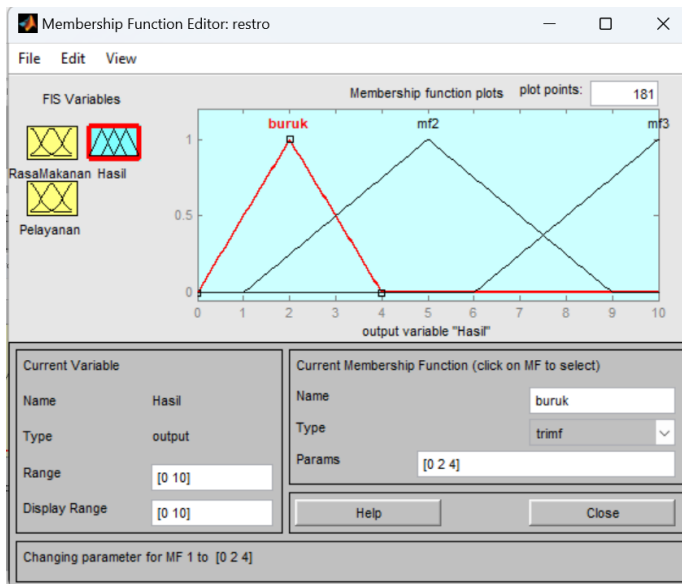 Membership Function Editor: restro
File Edit View
FIS Variables
Membership function plots plot points: 181
RasaMakanan Hasil
Pelayanan
buruk mf2 mf3
1
0.5
0
0 1 2 3 4 5 6 7 8 9 10
output variable "Hasil"
Current Variable
Name Hasil
Type output
Range [0 10]
Display Range [0 10]
Current Membership Function (click on MF to select)
Name buruk
Type trimf
Params [0 2 4]
Help Close
Changing parameter for MF 1 to [0 2 4]